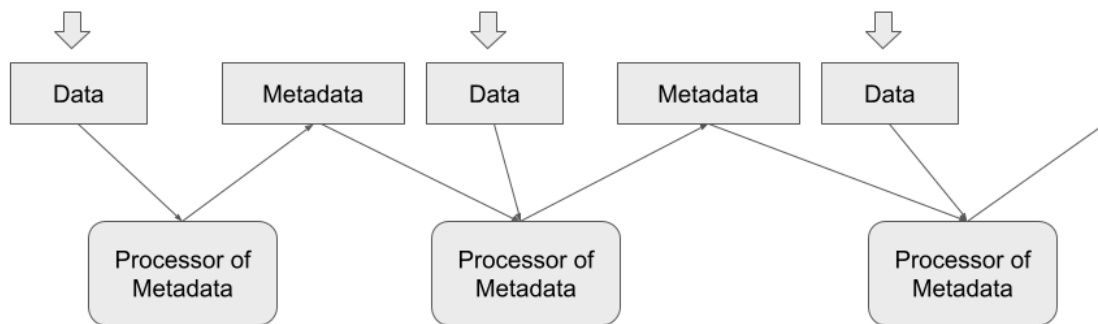 Data
Metadata
Data
Metadata
Data
Processor of
Metadata
Processor of
Metadata
Processor of
Metadata